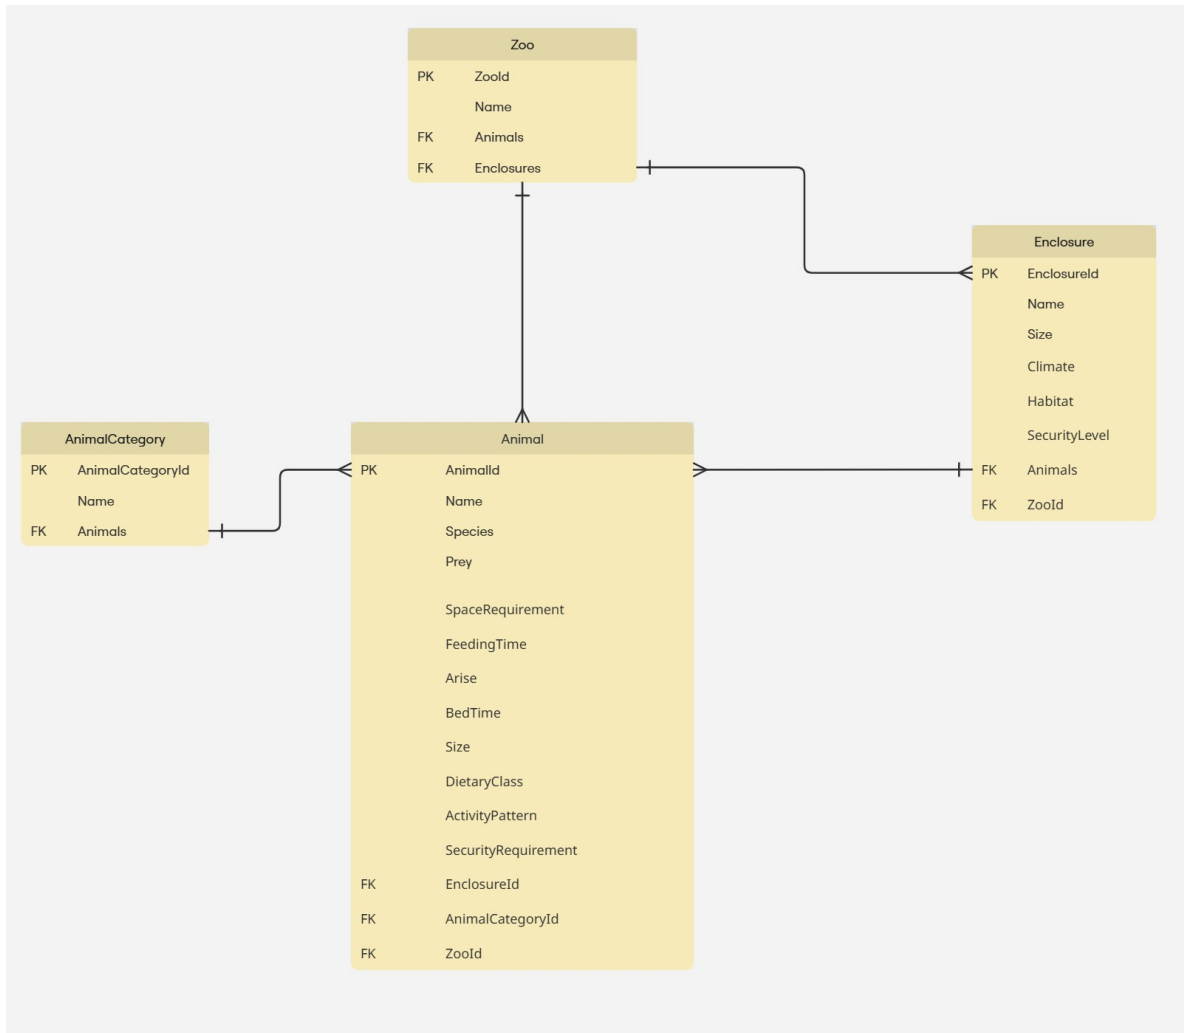 Zoo
PK ZooId
Name
FK Animals
FK Enclosures
Enclosure
PK EnclosureId
Name
Size
Climate
Habitat
SecurityLevel
FK Animals
FK ZooId
AnimalCategory
PK AnimalCategoryId
Name
FK Animals
Animal
PK AnimalId
Name
Species
Prey
SpaceRequirement
FeedingTime
Arise
BedTime
Size
DietaryClass
ActivityPattern
SecurityRequirement
FK EnclosureId
FK AnimalCategoryId
FK ZooId